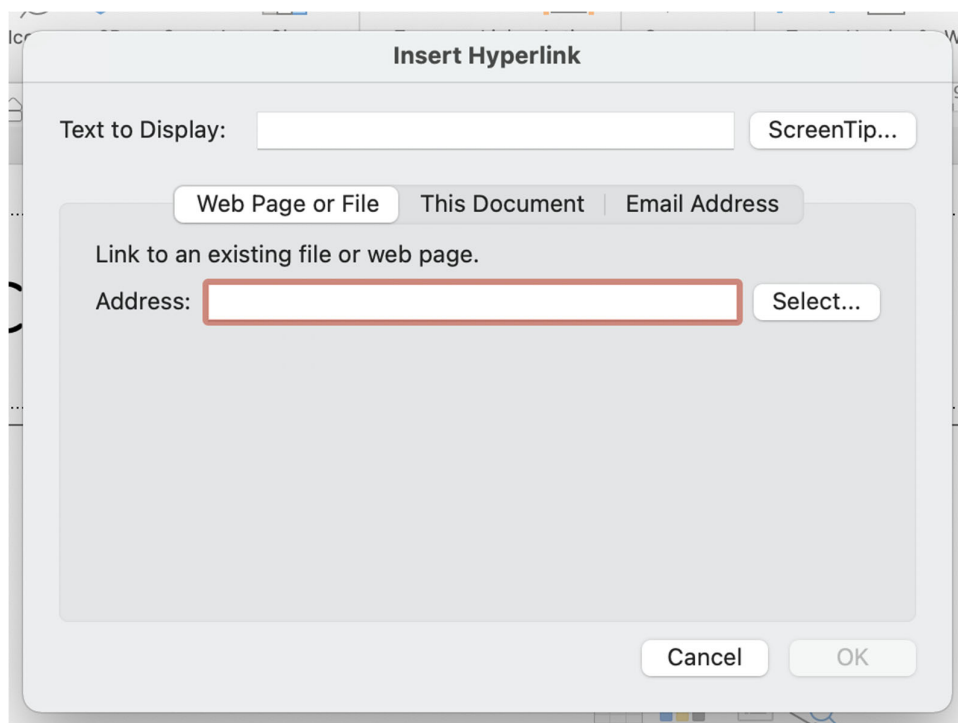 Insert Hyperlink
Text to Display:
ScreenTip...
Web Page or File
This Document
Email Address
Link to an existing file or web page.
Address:
Select...
Cancel
OK